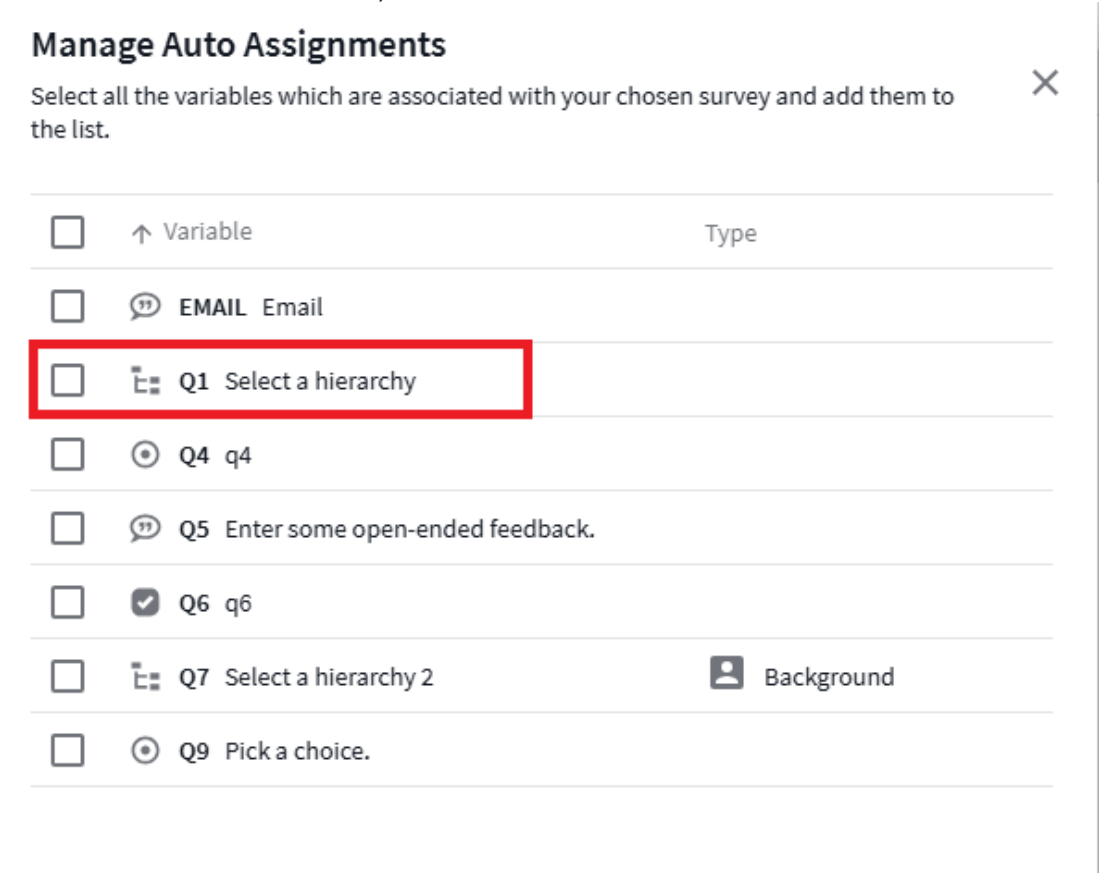 Manage Auto Assignments
Select all the variables which are associated with your chosen survey and add them to
the list.
Variable Type
EMAIL Email
Q1 Select a hierarchy
Q4 q4
Q5 Enter some open-ended feedback.
Q6 q6
Q7 Select a hierarchy 2 Background
Q9 Pick a choice.